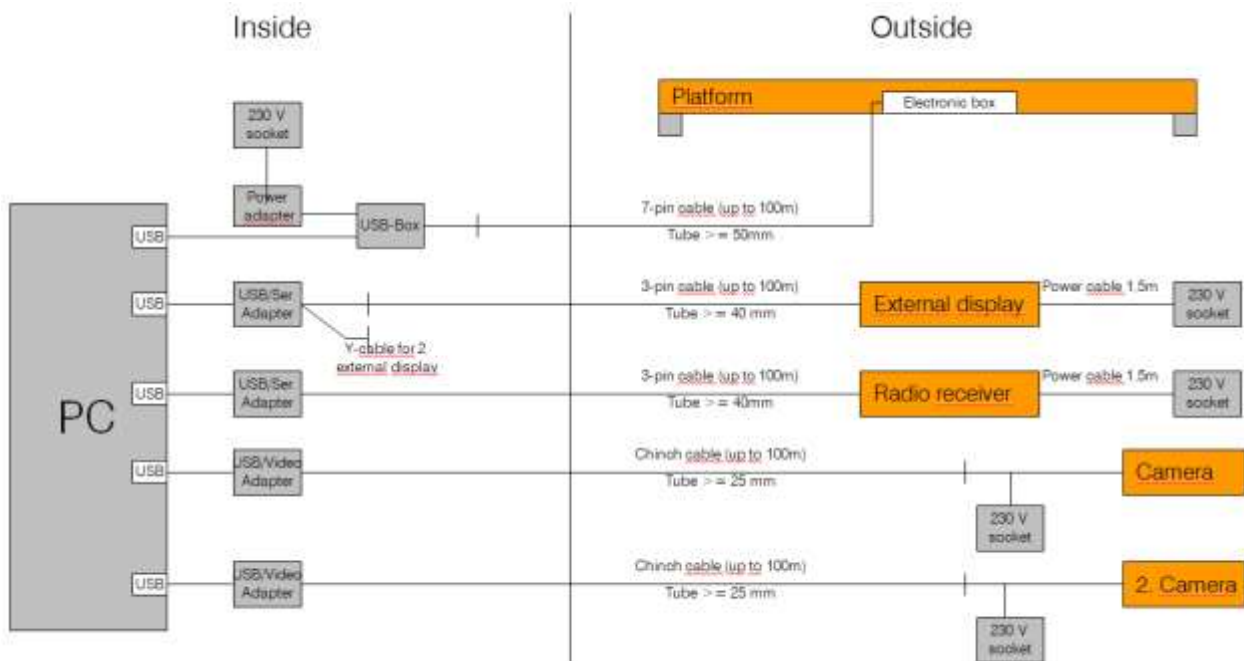 Inside
Outside
Platform
Electronic box
230 V
socket
Power
adapter
USB-Box
USB
7-pin cable (up to 100m)
Tube >= 50mm
USB
USB/Ser
Adapter
3-pin cable (up to 100m)
Tube >= 40 mm
External display
Power cable 1.5m
230 V
socket
Y-cable for 2
external display
PC
USB
USB/Ser
Adapter
3-pin cable (up to 100m)
Tube >= 40mm
Radio receiver
Power cable 1.5m
230 V
socket
USB
USB/Video
Adapter
Chinch cable (up to 100m)
Tube >= 25 mm
Camera
230 V
socket
USB
USB/Video
Adapter
Chinch cable (up to 100m)
Tube >= 25 mm
2. Camera
230 V
socket